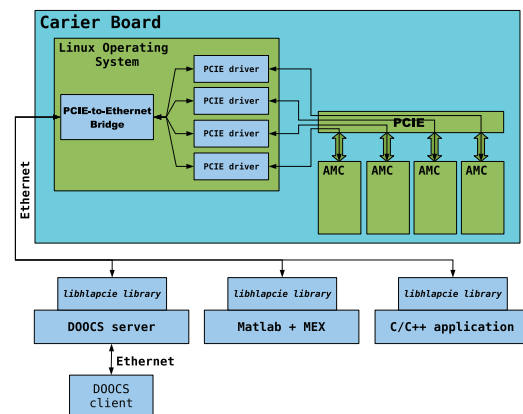 Carier Board
Linux Operating
System
PCIE driver
PCIE driver
PCIE driver
PCIE driver
PCIE-to-Ethernet
Bridge
PCIE
AMC
AMC
AMC
AMC
Ethernet
libhlapcie library
libhlapcie library
libhlapcie library
DOOCS server
Matlab + MEX
C/C++ application
Ethernet
DOOCS
client